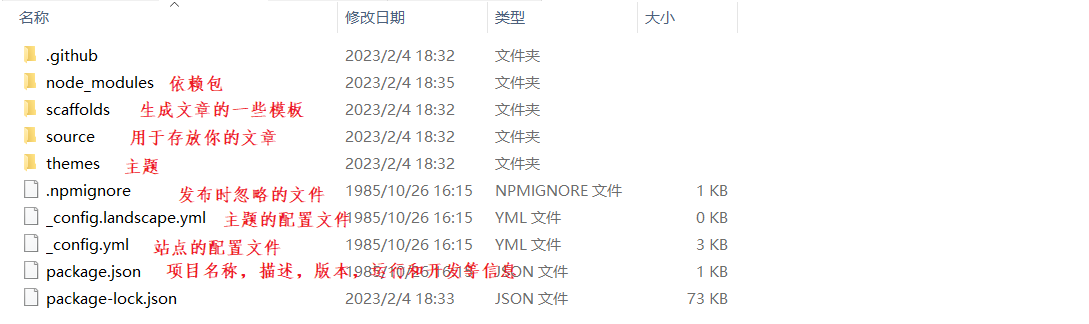 名称 修改日期 类型 大小
.github 2023/2/4 18:32 文件夹
node_modules 依赖包 2023/2/4 18:35 文件夹
scaffolds 生成文章的一些模板 2023/2/4 18:32 文件夹
source 用于存放你的文章 2023/2/4 18:32 文件夹
themes 主题 2023/2/4 18:32 文件夹
.npmignore 发布时忽略的文件 1985/10/26 16:15 NPMIGNORE 文件 1 KB
_config.landscape.yml 主题的配置文件 1985/10/26 16:15 YML 文件 0 KB
_config.yml 站点的配置文件 1985/10/26 16:15 YML 文件 3 KB
package.json 项目名称，描述，版本，运行和开发等信息 1985/10/26 16:15 JSON 文件 1 KB
package-lock.json 2023/2/4 18:33 JSON 文件 73 KB